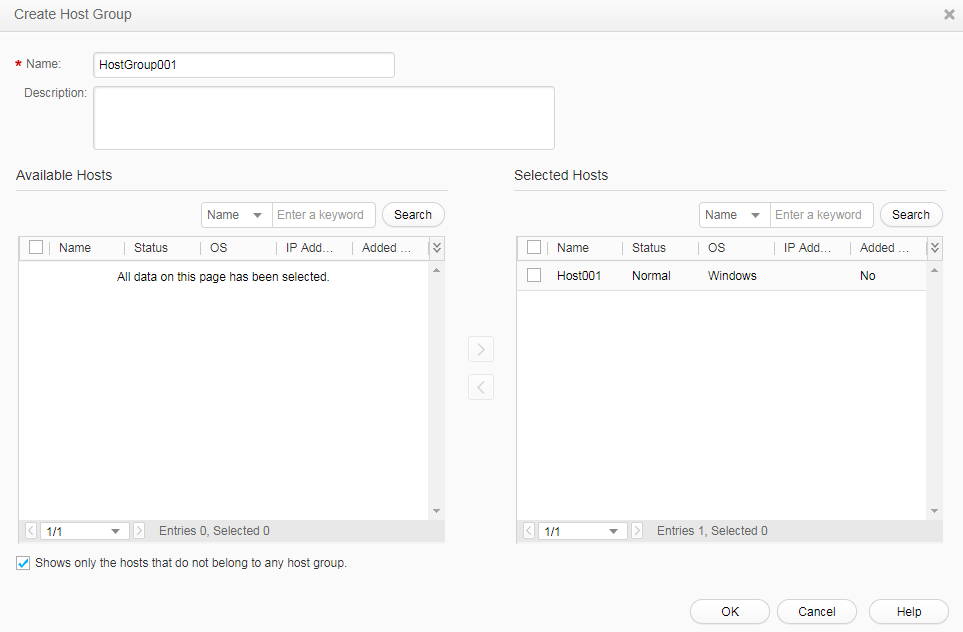 Create Host Group
* Name: HostGroup001
Description:
Available Hosts
Name Enter a keyword Search
Name Status OS IP Add... Added ...
All data on this page has been selected.
1/1 Entries 0, Selected 0
Shows only the hosts that do not belong to any host group.
Selected Hosts
Name Enter a keyword Search
Name Status OS IP Add... Added ...
Host001 Normal Windows No
1/1 Entries 1, Selected 0
OK Cancel Help